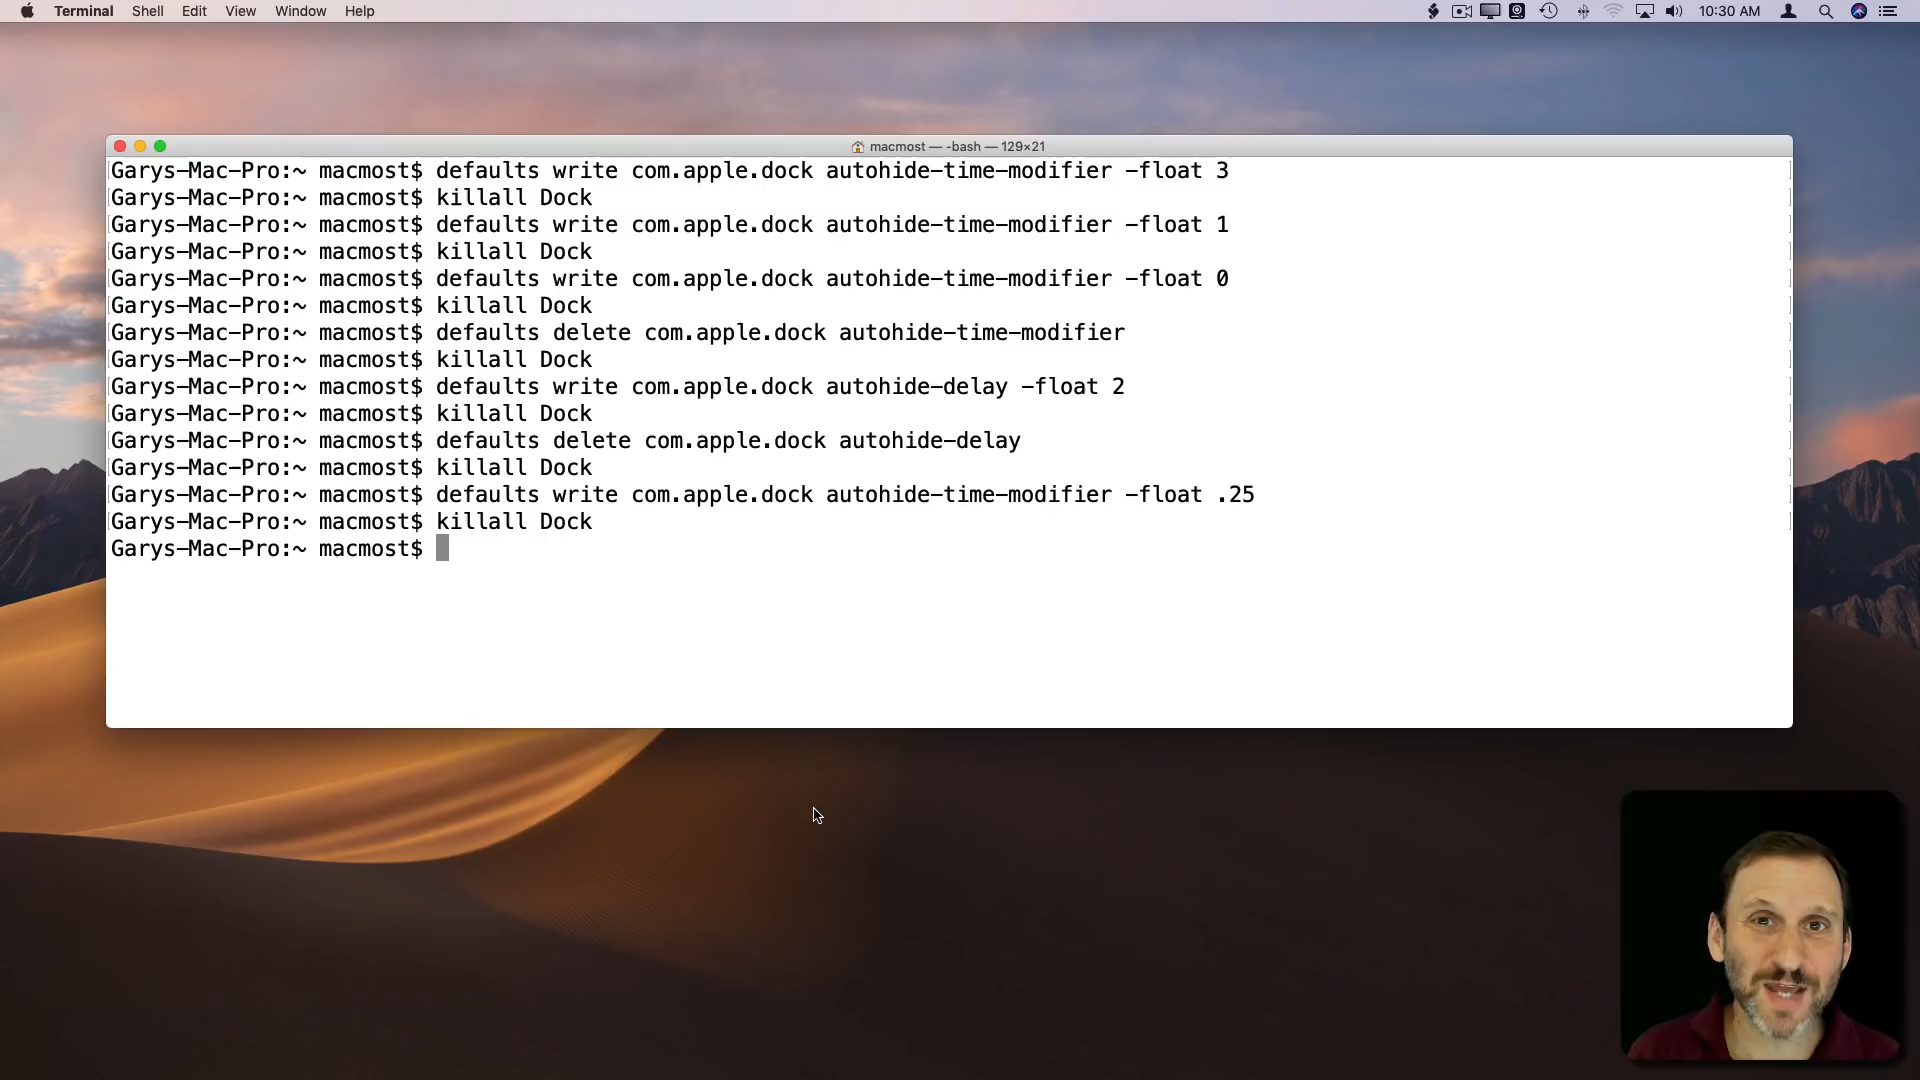 Terminal Shell Edit View Window Help 10:30 AM
macmost — -bash — 129×21
Garys-Mac-Pro:~ macmost$ defaults write com.apple.dock autohide-time-modifier -float 3
Garys-Mac-Pro:~ macmost$ killall Dock
Garys-Mac-Pro:~ macmost$ defaults write com.apple.dock autohide-time-modifier -float 1
Garys-Mac-Pro:~ macmost$ killall Dock
Garys-Mac-Pro:~ macmost$ defaults write com.apple.dock autohide-time-modifier -float 0
Garys-Mac-Pro:~ macmost$ killall Dock
Garys-Mac-Pro:~ macmost$ defaults delete com.apple.dock autohide-time-modifier
Garys-Mac-Pro:~ macmost$ killall Dock
Garys-Mac-Pro:~ macmost$ defaults write com.apple.dock autohide-delay -float 2
Garys-Mac-Pro:~ macmost$ killall Dock
Garys-Mac-Pro:~ macmost$ defaults delete com.apple.dock autohide-delay
Garys-Mac-Pro:~ macmost$ killall Dock
Garys-Mac-Pro:~ macmost$ defaults write com.apple.dock autohide-time-modifier -float .25
Garys-Mac-Pro:~ macmost$ killall Dock
Garys-Mac-Pro:~ macmost$